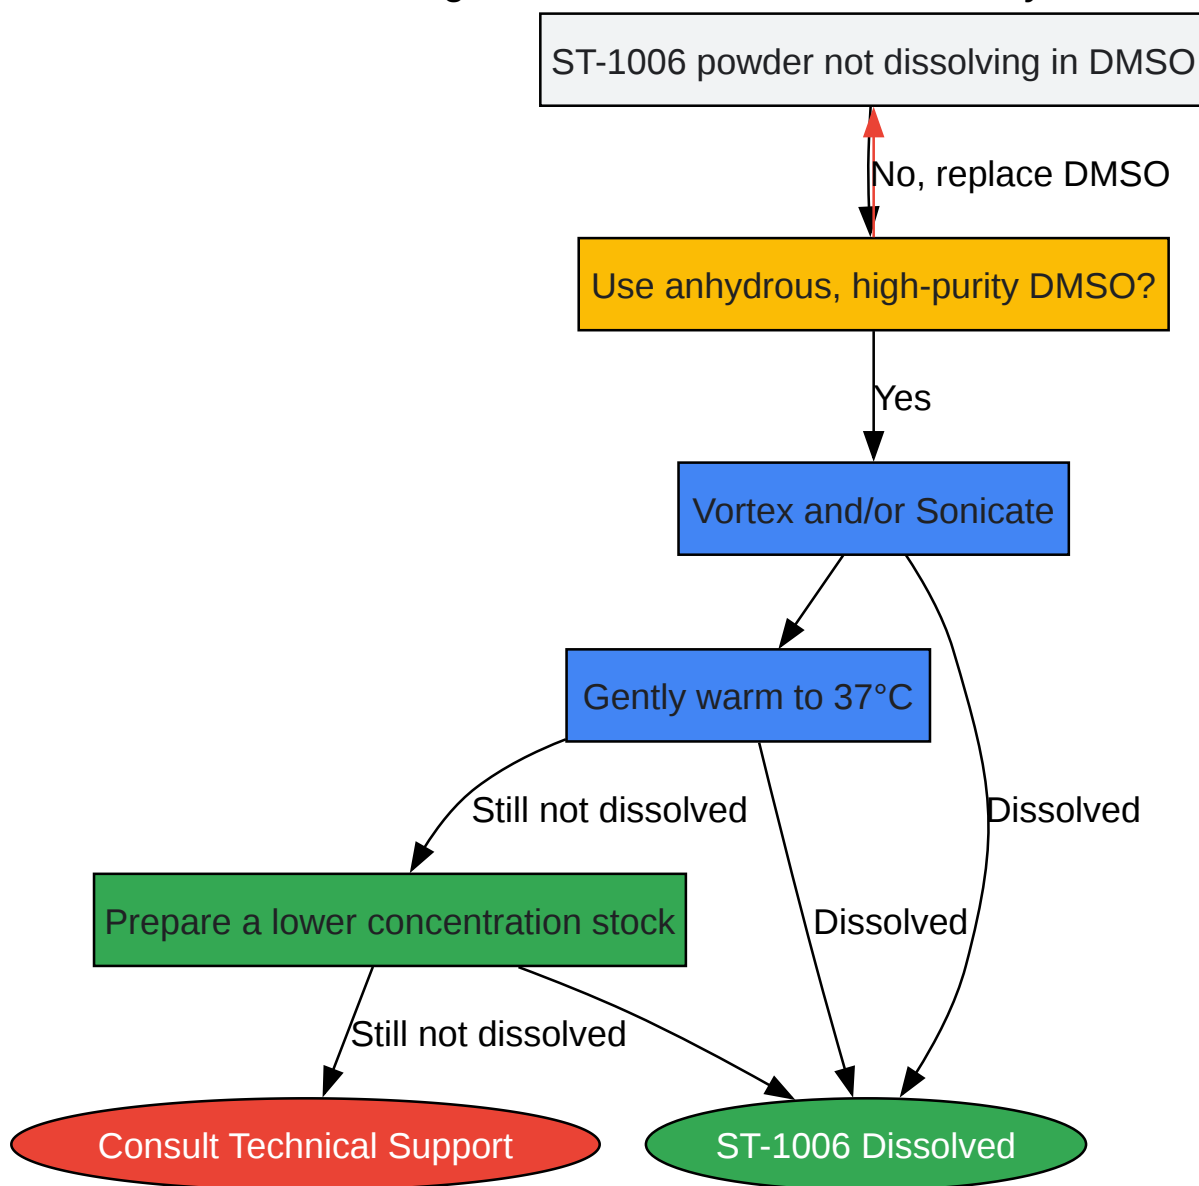 ST-1006 powder not dissolving in DMSO
No, replace DMSO
Use anhydrous, high-purity DMSO?
Yes
Vortex and/or Sonicate
Gently warm to 37°C
Still not dissolved
Dissolved
Prepare a lower concentration stock
Dissolved
Still not dissolved
Consult Technical Support
ST-1006 Dissolved